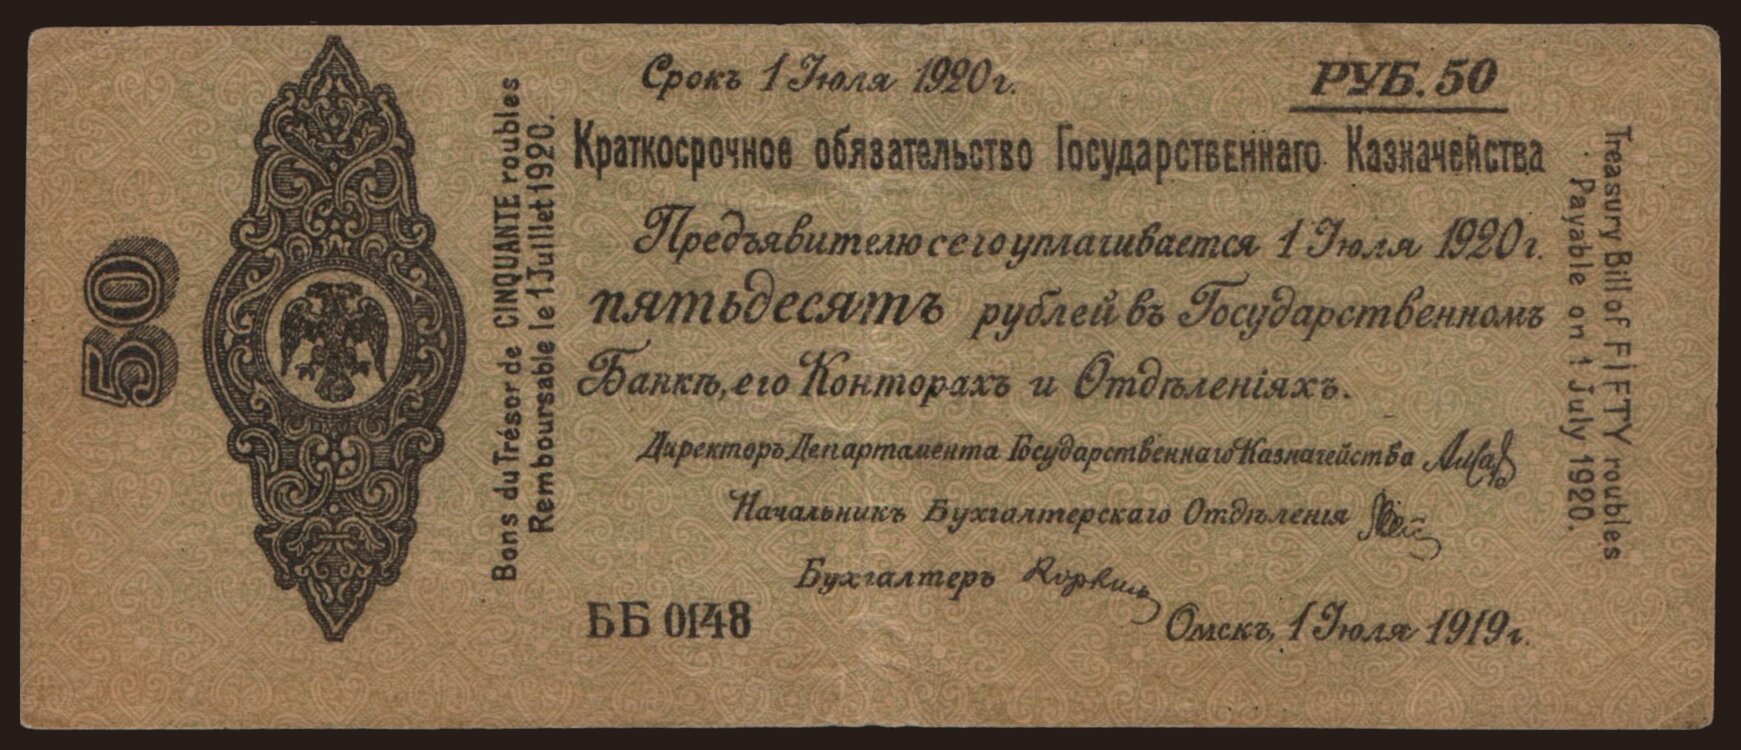 50
Bons du Trésor de CINQUANTE roubles
Remboursable le 1 Juillet 1920.
Срокъ 1 Июля 1920 г.
РУБ. 50
Краткосрочное обязательство Государственнаго Казначейства
Предъявителю сего уплачивается 1 Июля 1920 г.
пятьдесятъ рублей въ Государственномъ
Банкѣ, его Конторахъ и Отдѣленіяхъ.
Директоръ Департамента Государственнаго Казначейства
Начальникъ Бухгалтерскаго Отдѣленія
Бухгалтеръ
ББ 0148
Омскъ, 1 Июля 1919 г.
Treasury Bill of FIFTY roubles
Payable on 1 July 1920.